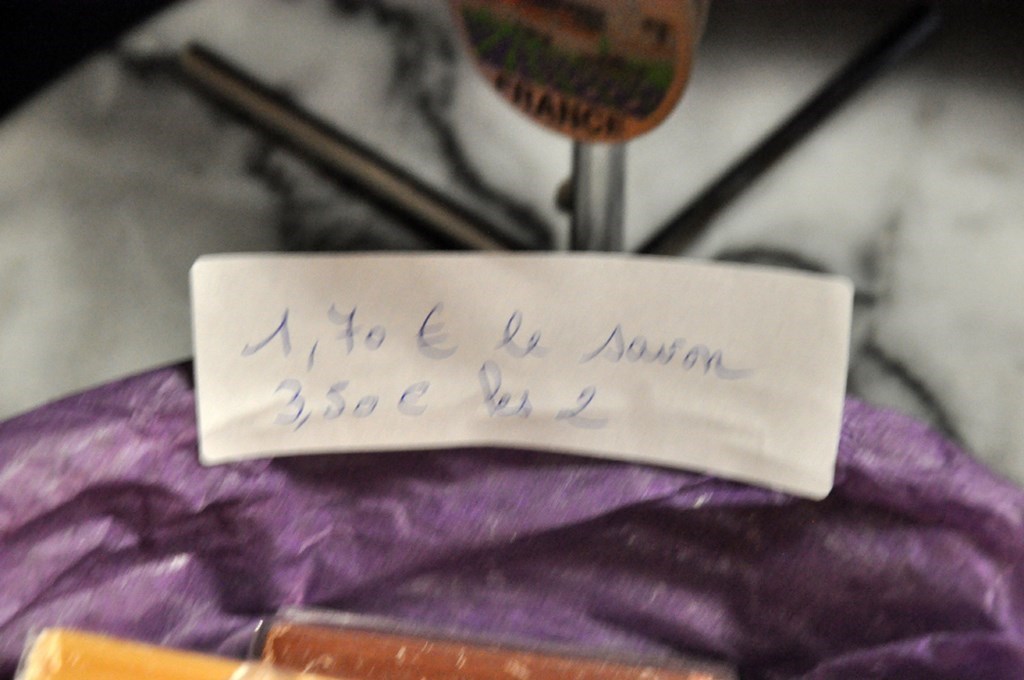 FRANCE
1,70 € le savon
3,50 € les 2